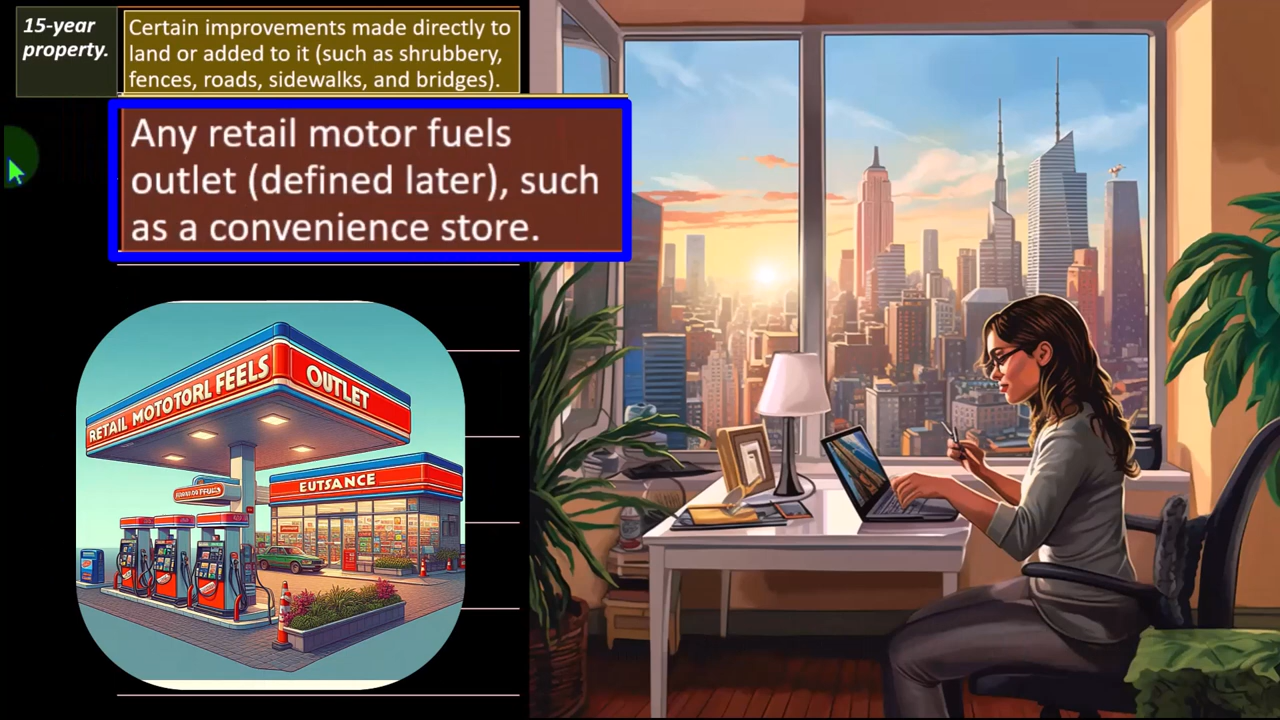 15-year
property.
Certain improvements made directly to
land or added to it (such as shrubbery,
fences, roads, sidewalks, and bridges).
Any retail motor fuels
outlet (defined later), such
as a convenience store.
RETAIL MOTOTORL FEELS
OUTLET
EUTSANCE